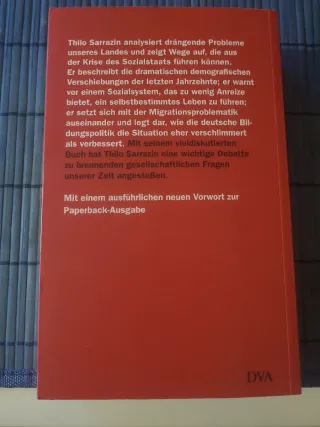 Thilo Sarrazin analysiert drängende Probleme
unseres Landes und zeigt Wege auf, die aus
der Krise des Sozialstaats führen können.
Er beschreibt die dramatischen demografischen
Verschiebungen der letzten Jahrzehnte; er warnt
vor einem Sozialsystem, das zu wenig Anreize
bietet, ein selbstbestimmtes Leben zu führen;
er setzt sich mit der Migrationsproblematik
auseinander und legt dar, wie die deutsche Bil-
dungspolitik die Situation eher verschlimmert
als verbessert. Mit seinem vieldiskutierten
Buch hat Thilo Sarrazin eine wichtige Debatte
zu brennenden gesellschaftlichen Fragen
unserer Zeit angestoßen.
Mit einem ausführlichen neuen Vorwort zur
Paperback-Ausgabe
DVA